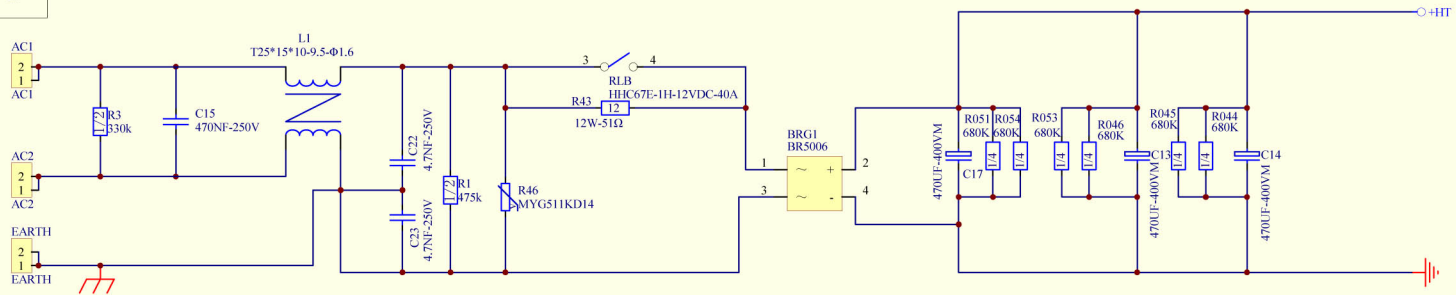 AC1
2
1
AC1
AC2
2
1
AC2
EARTH
2
1
EARTH
1/2
R3
330k
C15
470NF-250V
L1
T25*15*10-9.5-Φ1.6
C22
4.7NF-250V
C23
4.7NF-250V
1/2
R1
475k
R46
MYG511KD14
3
4
RLB
HHC67E-1H-12VDC-40A
R43
12
12W-51Ω
BRG1
BR5006
1
2
3
4
~
+
~
-
C17
470UF-400VM
R051
680K
1/4
R054
680K
1/4
R053
680K
1/4
R046
680K
1/4
C13
470UF-400VM
R045
680K
1/4
R044
680K
1/4
C14
470UF-400VM
+HT